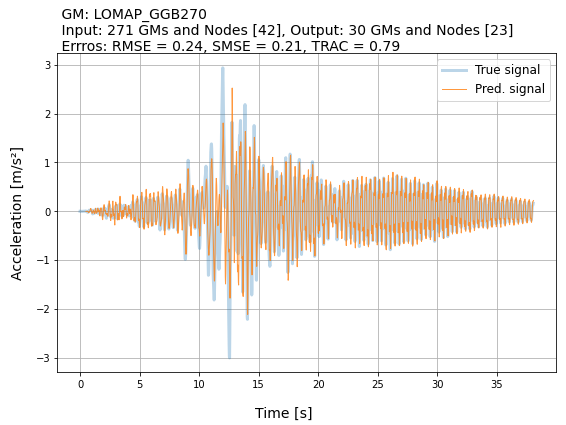 GM: LOMAP_GGB270
Input: 271 GMs and Nodes [42], Output: 30 GMs and Nodes [23]
Errros: RMSE = 0.24, SMSE = 0.21, TRAC = 0.79
True signal
Pred. signal
Acceleration [m/s²]
3
2
1
0
−1
−2
−3
0 5 10 15 20 25 30 35
Time [s]